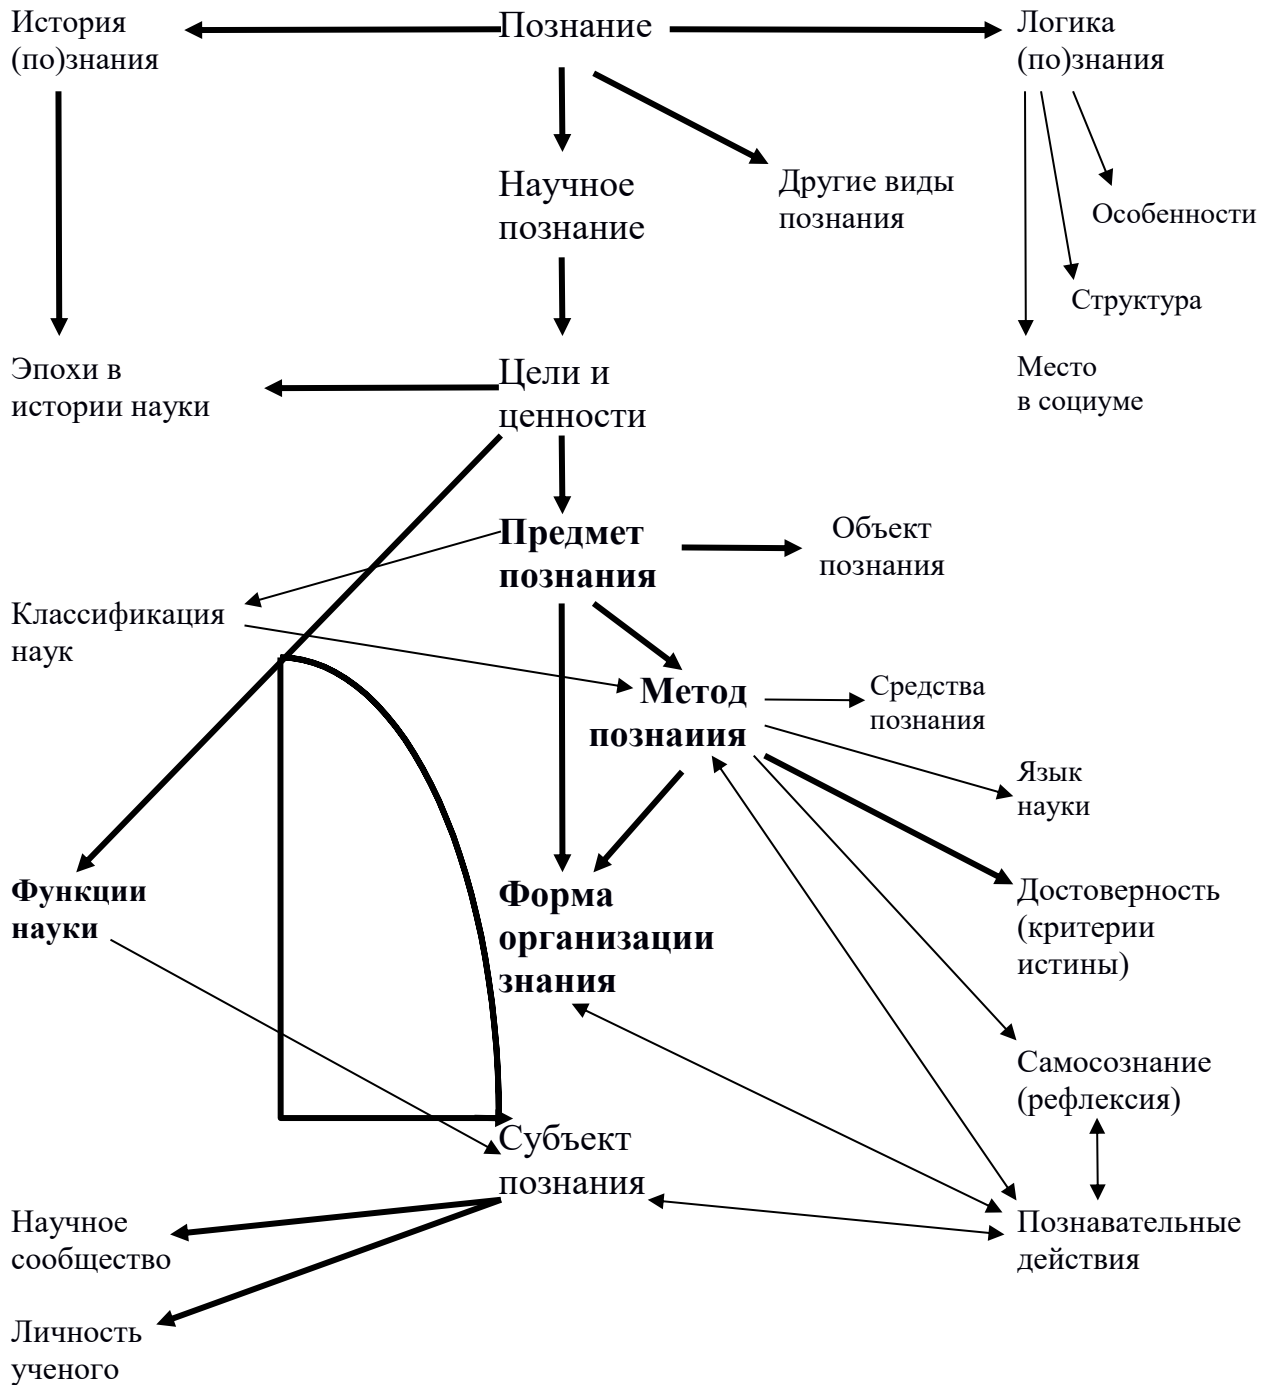 История
(по)знания
Познание
Логика
(по)знания
Научное
познание
Другие виды
познания
Особенности
Структура
Эпохи в
истории науки
Цели и
ценности
Место
в социуме
Предмет
познания
Объект
познания
Классификация
наук
Метод
познаиия
Средства
познания
Язык
науки
Функции
науки
Форма
организации
знания
Достоверность
(критерии
истины)
Самосознание
(рефлексия)
Субъект
познания
Научное
сообщество
Познавательные
действия
Личность
ученого